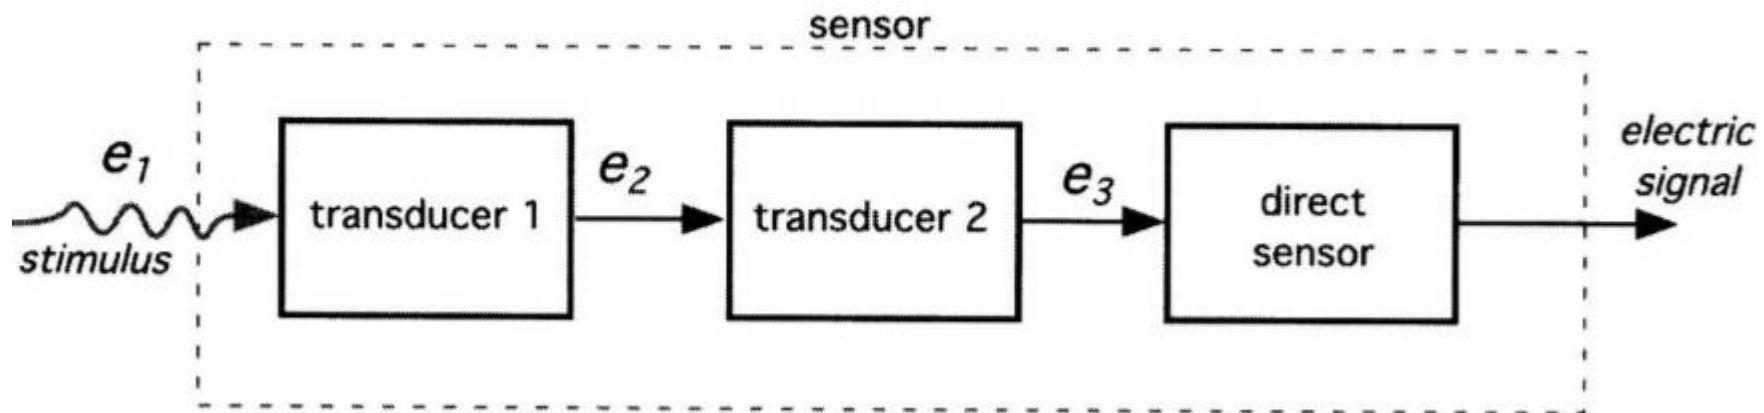 sensor
e1
stimulus
transducer 1
e2
transducer 2
e3
direct
sensor
electric
signal